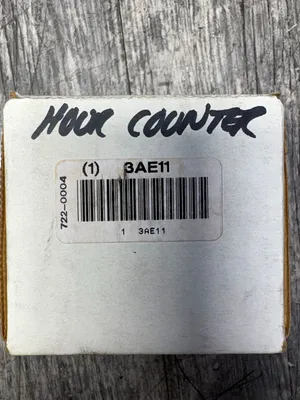 HOUR COUNTER
(1) 3AE11
722-0004
1 3AE11